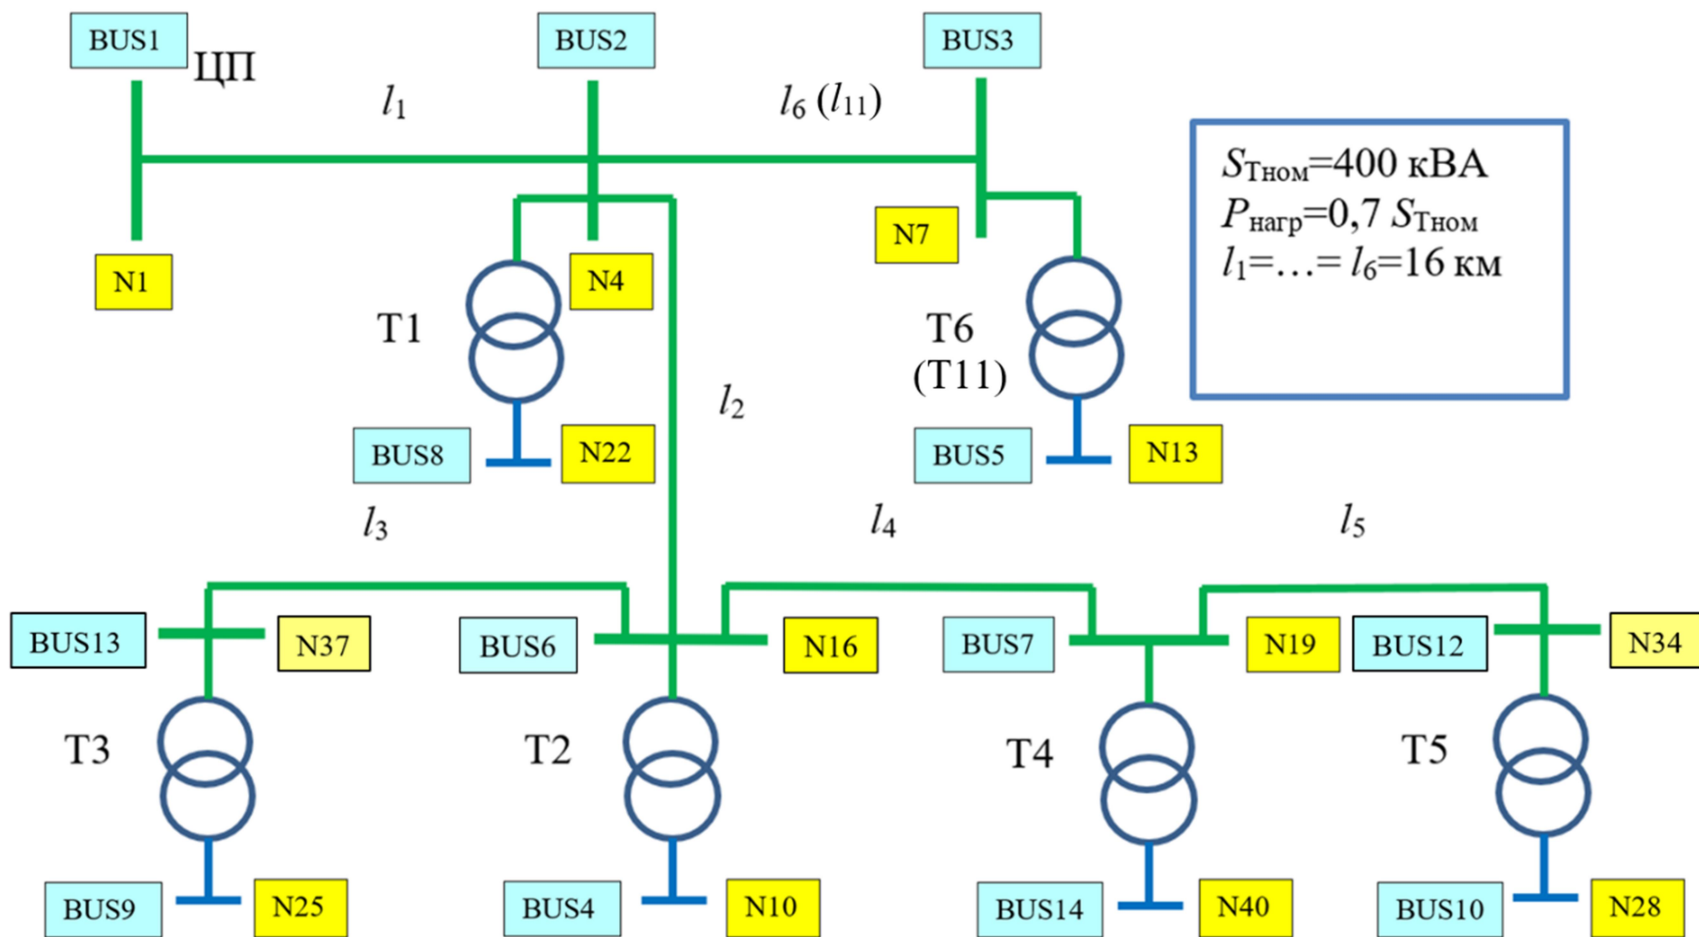 BUS1
ЦП
BUS2
BUS3
l1
l6 (l11)
SТном=400 кВА
Pнагр=0,7 SТном
l1=…= l6=16 км
N1
N4
N7
T1
T6
(T11)
l2
BUS8
N22
BUS5
N13
l3
l4
l5
BUS13
N37
BUS6
N16
BUS7
N19
BUS12
N34
T3
T2
T4
T5
BUS9
N25
BUS4
N10
BUS14
N40
BUS10
N28